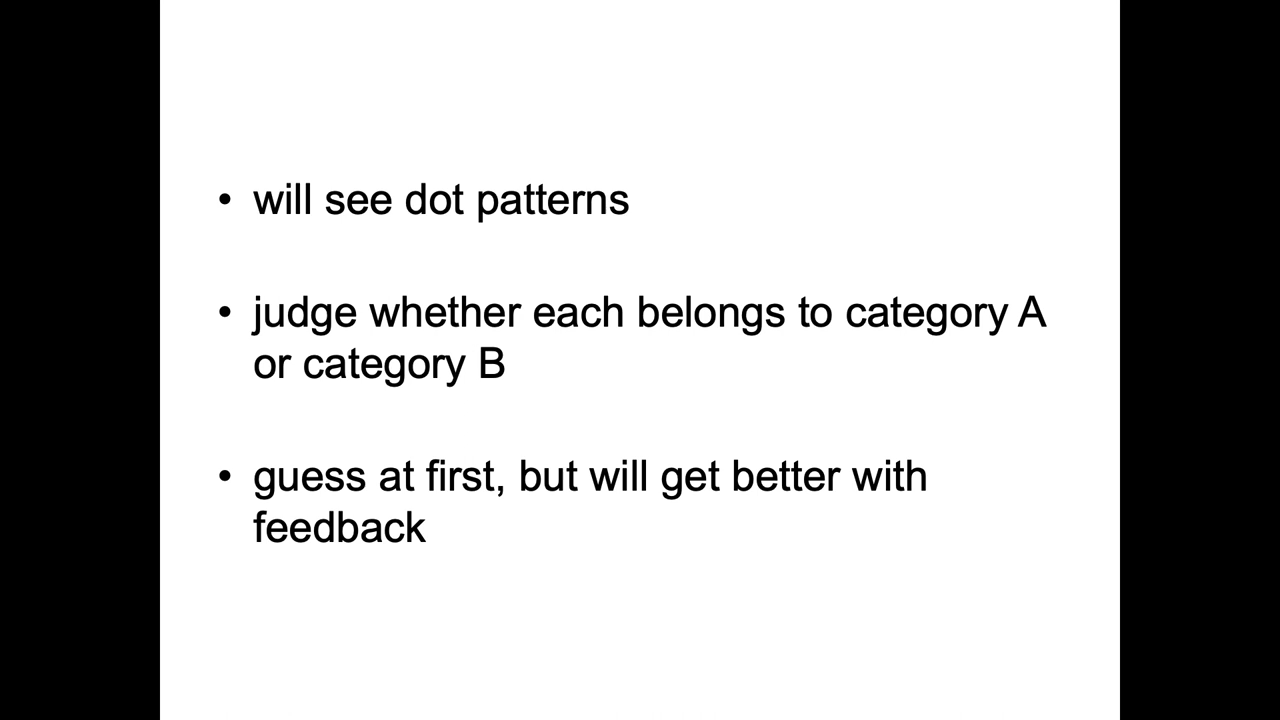 • will see dot patterns
• judge whether each belongs to category A
or category B
• guess at first, but will get better with
feedback